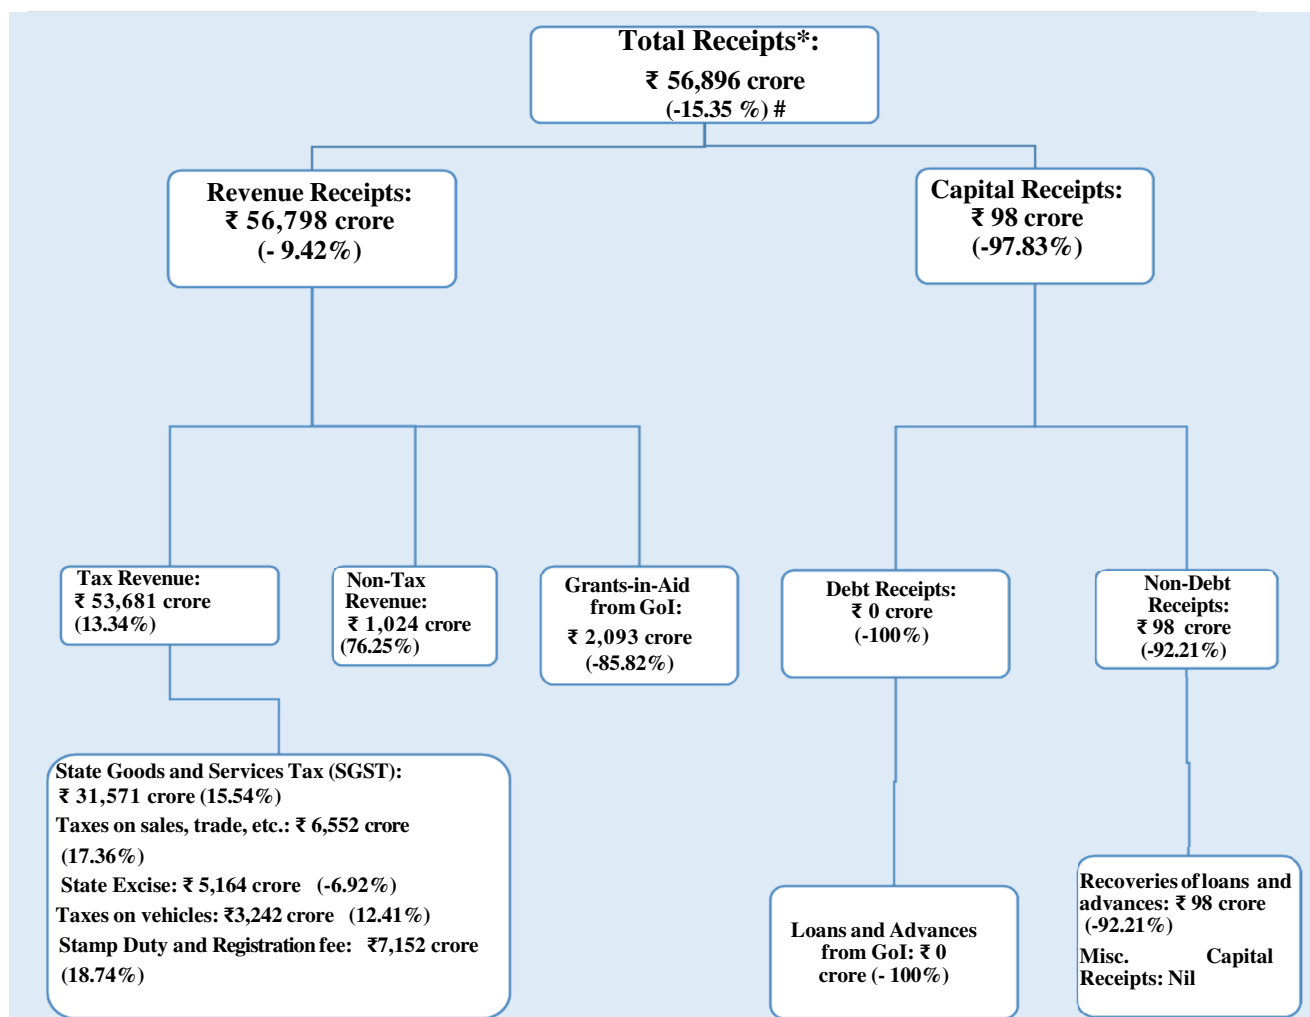 Total Receipts*:
₹ 56,896 crore
(-15.35 %) #
Revenue Receipts:
₹ 56,798 crore
(- 9.42%)
Capital Receipts:
₹ 98 crore
(-97.83%)
Tax Revenue:
₹ 53,681 crore
(13.34%)
Non-Tax
Revenue:
₹ 1,024 crore
(76.25%)
Grants-in-Aid
from GoI:
₹ 2,093 crore
(-85.82%)
Debt Receipts:
₹ 0 crore
(-100%)
Non-Debt
Receipts:
₹ 98 crore
(-92.21%)
State Goods and Services Tax (SGST):
₹ 31,571 crore (15.54%)
Taxes on sales, trade, etc.: ₹ 6,552 crore
(17.36%)
State Excise: ₹ 5,164 crore (-6.92%)
Taxes on vehicles: ₹3,242 crore (12.41%)
Stamp Duty and Registration fee: ₹7,152 crore
(18.74%)
Loans and Advances
from GoI: ₹ 0
crore (- 100%)
Recoveries of loans and
advances: ₹ 98 crore
(-92.21%)
Misc. Capital
Receipts: Nil